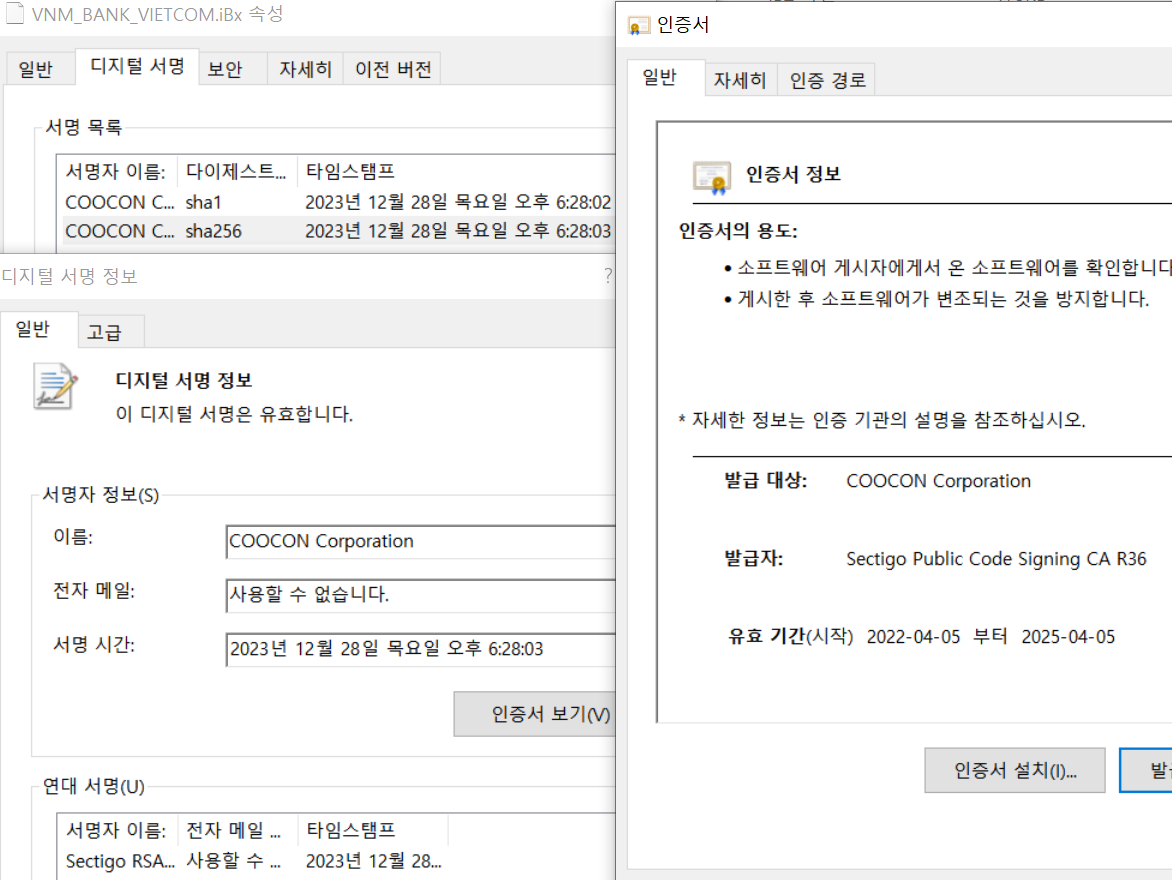 VNM_BANK_VIETCOM.iBx 속성
일반 디지털 서명 보안 자세히 이전 버전
서명 목록
서명자 이름: 다이제스트... 타임스탬프
COOCON C... sha1 2023년 12월 28일 목요일 오후 6:28:02
COOCON C... sha256 2023년 12월 28일 목요일 오후 6:28:03
디지털 서명 정보 ?
일반 고급
디지털 서명 정보
이 디지털 서명은 유효합니다.
서명자 정보(S)
이름: COOCON Corporation
전자 메일: 사용할 수 없습니다.
서명 시간: 2023년 12월 28일 목요일 오후 6:28:03
인증서 보기(V)
연대 서명(U)
서명자 이름: 전자 메일 ... 타임스탬프
Sectigo RSA... 사용할 수 ... 2023년 12월 28...
인증서
일반 자세히 인증 경로
인증서 정보
인증서의 용도:
• 소프트웨어 게시자에게서 온 소프트웨어를 확인합니다
• 게시한 후 소프트웨어가 변조되는 것을 방지합니다.
* 자세한 정보는 인증 기관의 설명을 참조하십시오.
발급 대상: COOCON Corporation
발급자: Sectigo Public Code Signing CA R36
유효 기간(시작) 2022-04-05 부터 2025-04-05
인증서 설치(I)...